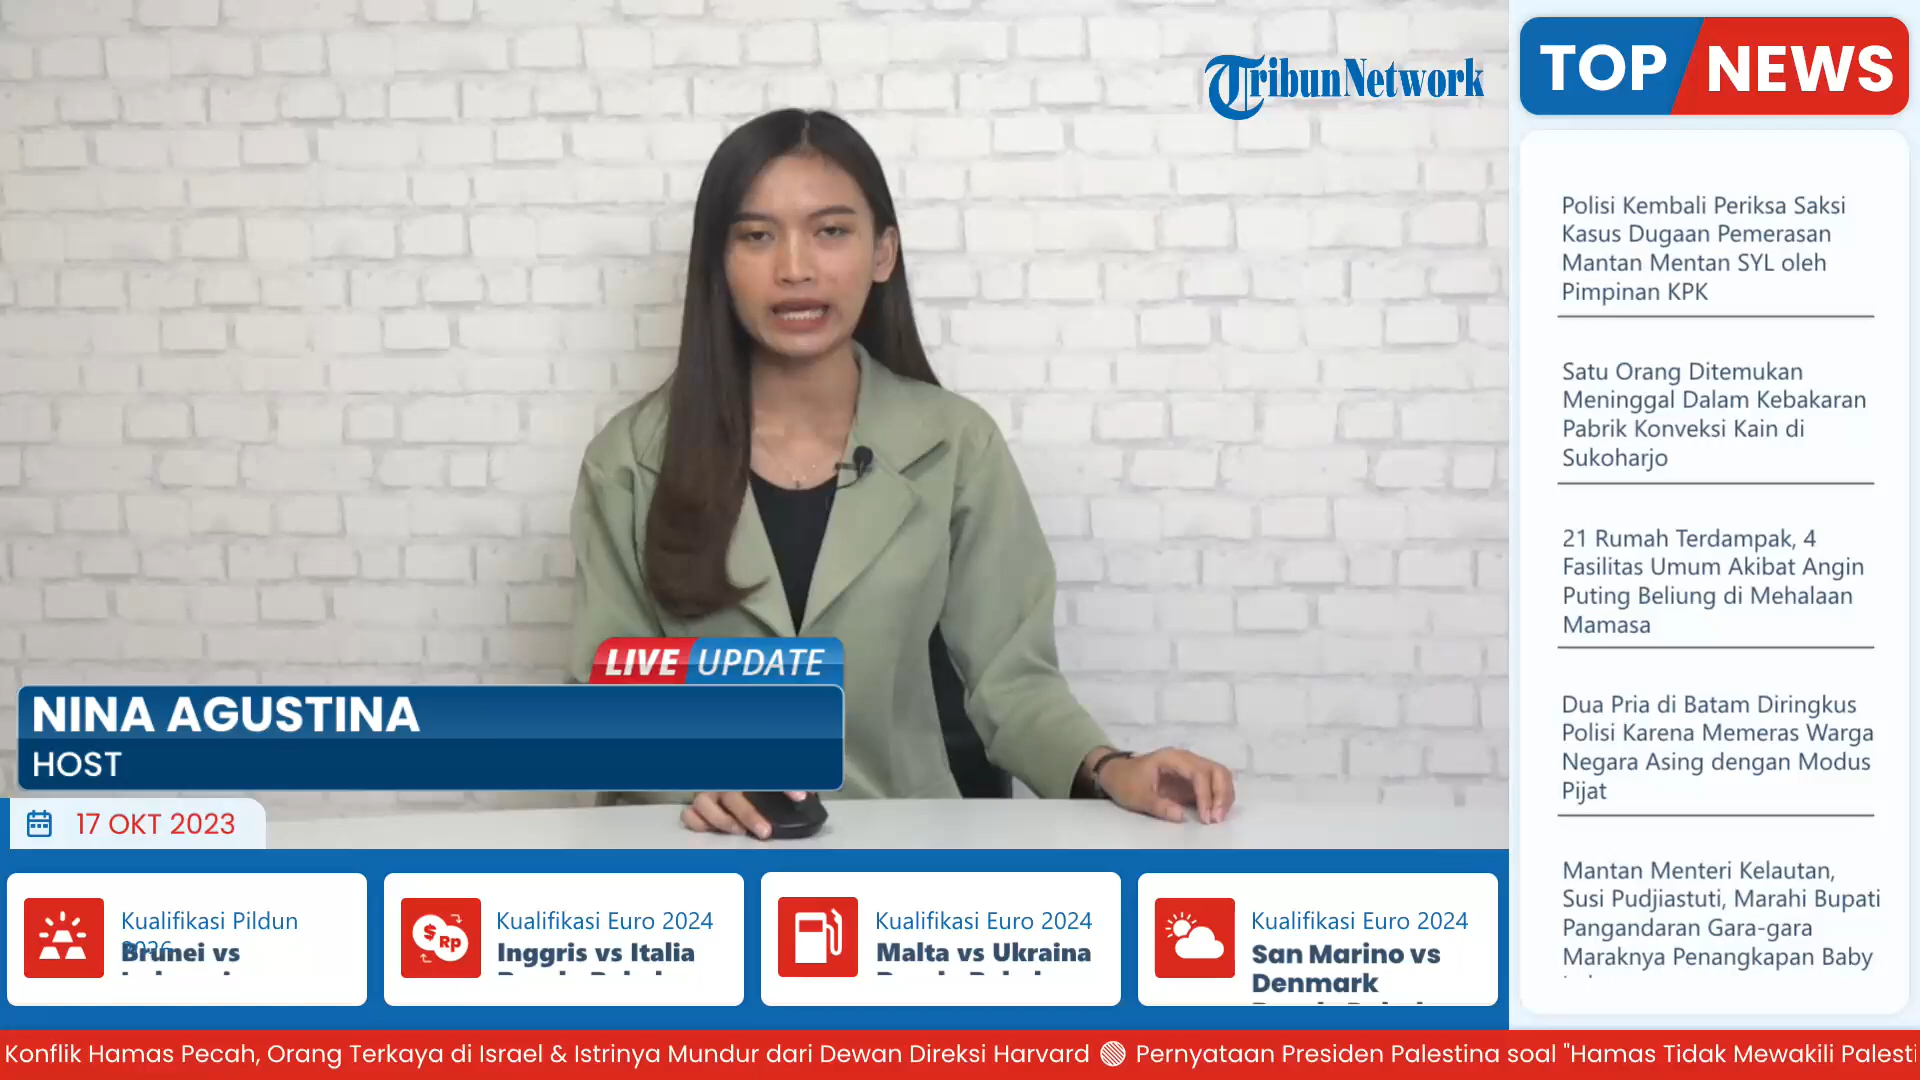 TribunNetwork
TOP NEWS
Polisi Kembali Periksa Saksi
Kasus Dugaan Pemerasan
Mantan Mentan SYL oleh
Pimpinan KPK
Satu Orang Ditemukan
Meninggal Dalam Kebakaran
Pabrik Konveksi Kain di
Sukoharjo
21 Rumah Terdampak, 4
Fasilitas Umum Akibat Angin
Puting Beliung di Mehalaan
Mamasa
Dua Pria di Batam Diringkus
Polisi Karena Memeras Warga
Negara Asing dengan Modus
Pijat
Mantan Menteri Kelautan,
Susi Pudjiastuti, Marahi Bupati
Pangandaran Gara-gara
Maraknya Penangkapan Baby
LIVE UPDATE
NINA AGUSTINA
HOST
17 OKT 2023
Kualifikasi Pildun
Brunei vs
Kualifikasi Euro 2024
Inggris vs Italia
Kualifikasi Euro 2024
Malta vs Ukraina
Kualifikasi Euro 2024
San Marino vs
Denmark
Konflik Hamas Pecah, Orang Terkaya di Israel & Istrinya Mundur dari Dewan Direksi Harvard
Pernyataan Presiden Palestina soal "Hamas Tidak Mewakili Palesti